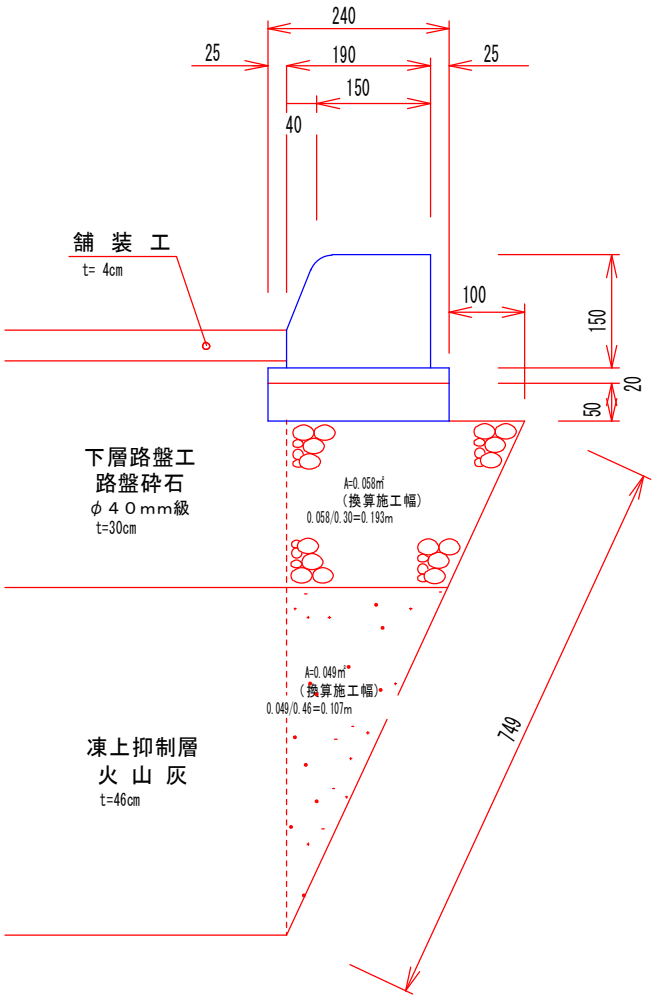 240
25
190
25
150
40
舗装工
t= 4cm
100
150
20
50
下層路盤工
路盤砕石
φ40mm級
t=30cm
A=0.058㎡
(換算施工幅)
0.058/0.30=0.193m
A=0.049㎡
(換算施工幅)
0.049/0.46=0.107m
749
凍上抑制層
火山灰
t=46cm